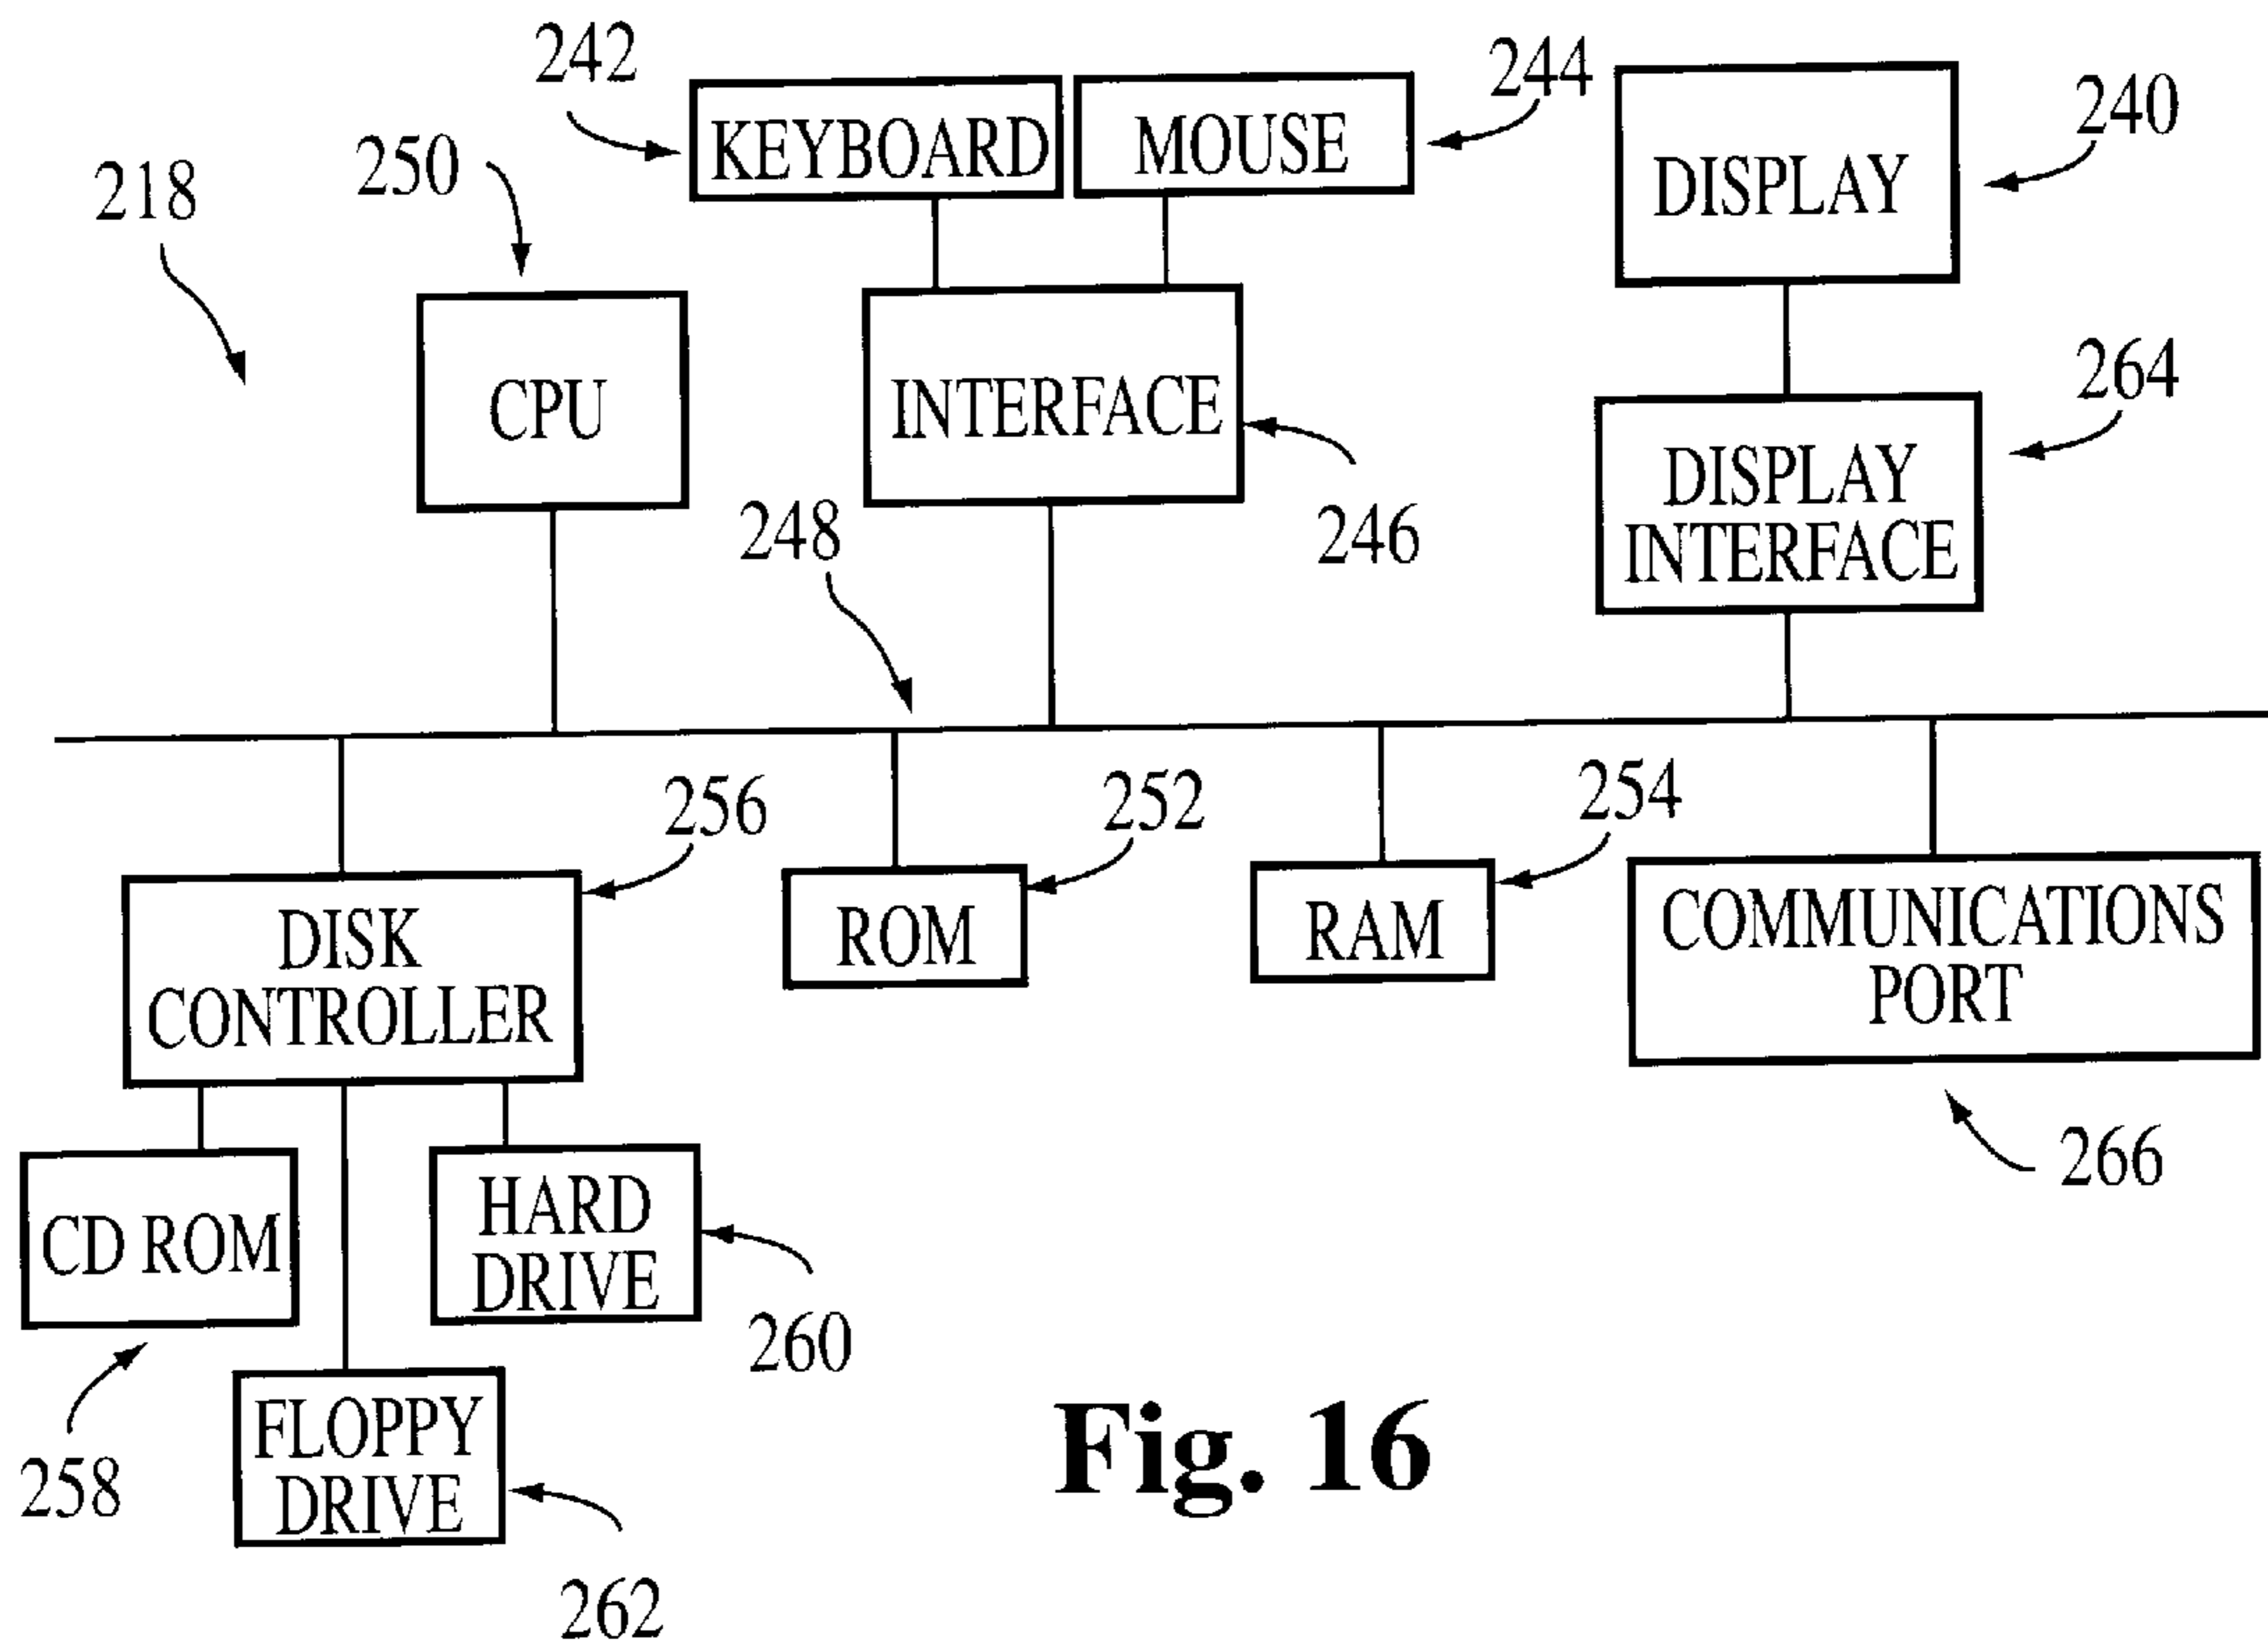 242
KEYBOARD
MOUSE
244
DISPLAY
240
250
218
CPU
INTERFACE
246
264
DISPLAY
INTERFACE
248
256
252
254
DISK
CONTROLLER
ROM
RAM
COMMUNICATIONS
PORT
266
CD ROM
HARD
DRIVE
260
258
FLOPPY
DRIVE
262
Fig. 16